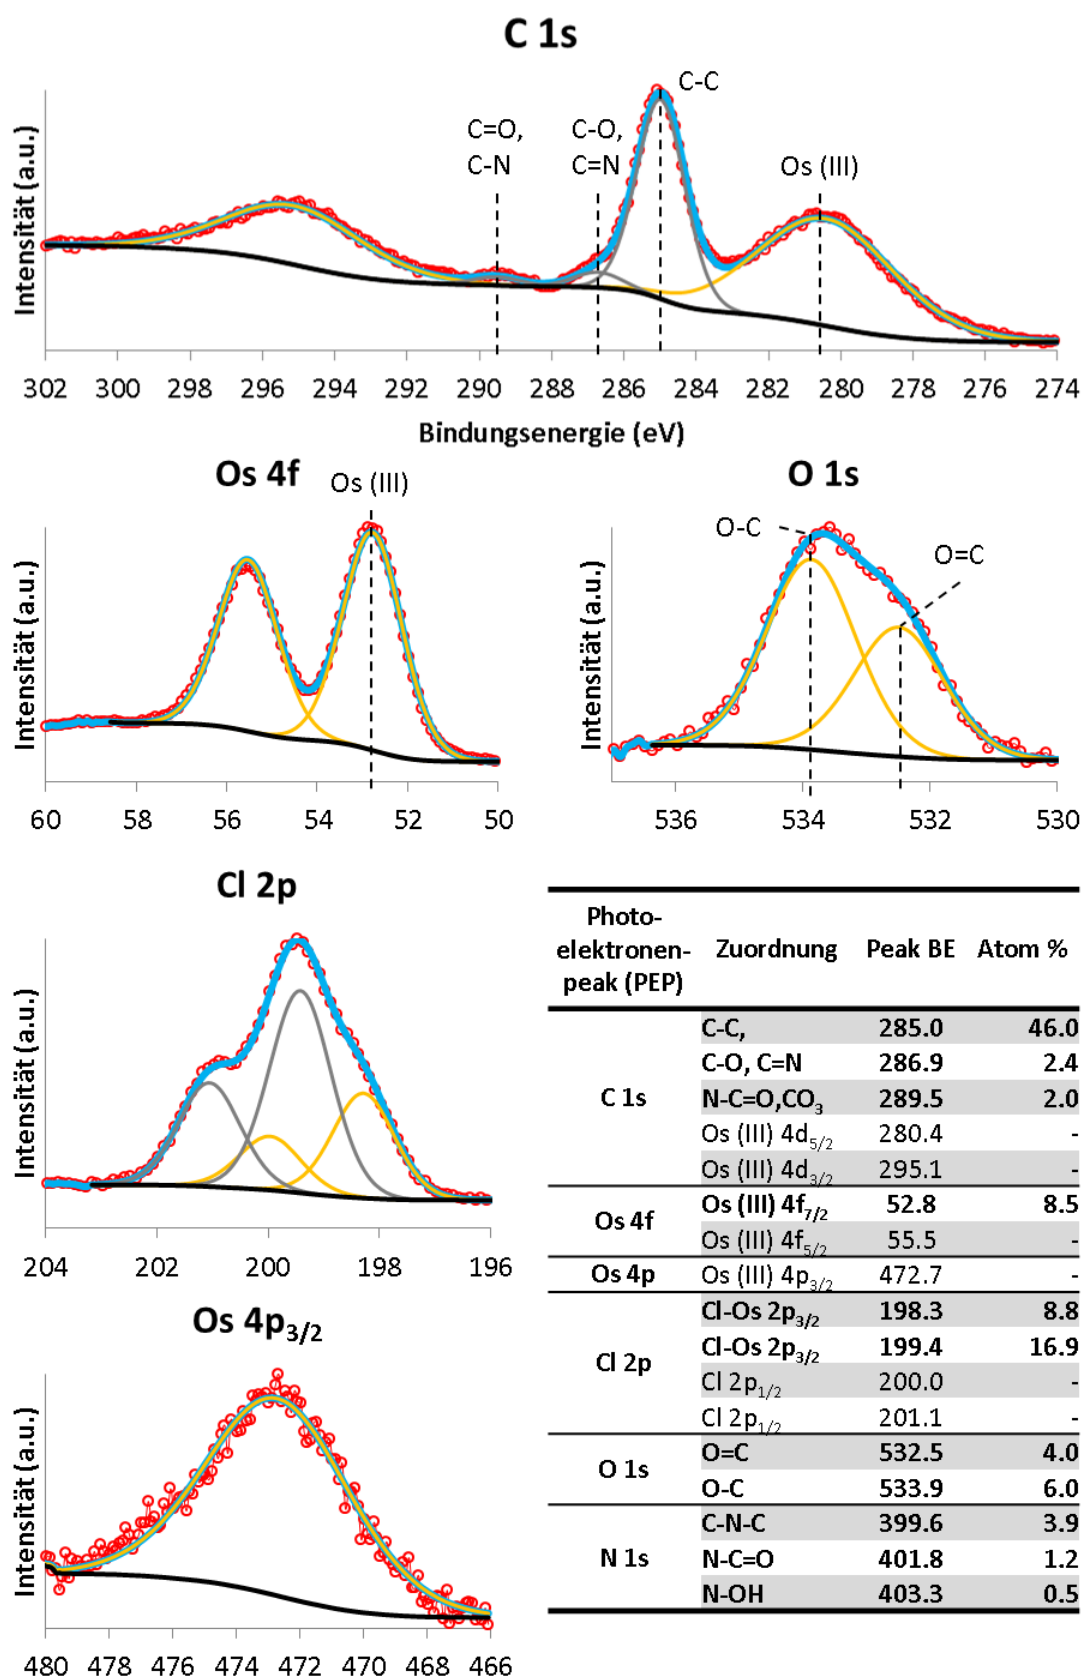 C 1s
C-C
C=O,
C-N
C-O,
C=N
Os (III)
Intensität (a.u.)
302 300 298 296 294 292 290 288 286 284 282 280 278 276 274
Bindungsenergie (eV)
Os 4f
Os (III)
Intensität (a.u.)
60 58 56 54 52 50
O 1s
O-C
O=C
Intensität (a.u.)
536 534 532 530
Cl 2p
Intensität (a.u.)
204 202 200 198 196
Os 4p3/2
Intensität (a.u.)
480 478 476 474 472 470 468 466
Photo-
elektronen-
peak (PEP)
Zuordnung Peak BE Atom %
C 1s
C-C, 285.0 46.0
C-O, C=N 286.9 2.4
N-C=O,CO3 289.5 2.0
Os (III) 4d5/2 280.4 -
Os (III) 4d3/2 295.1 -
Os 4f
Os (III) 4f7/2 52.8 8.5
Os (III) 4f5/2 55.5 -
Os 4p Os (III) 4p3/2 472.7 -
Cl 2p
Cl-Os 2p3/2 198.3 8.8
Cl-Os 2p3/2 199.4 16.9
Cl 2p1/2 200.0 -
Cl 2p1/2 201.1 -
O 1s
O=C 532.5 4.0
O-C 533.9 6.0
N 1s
C-N-C 399.6 3.9
N-C=O 401.8 1.2
N-OH 403.3 0.5